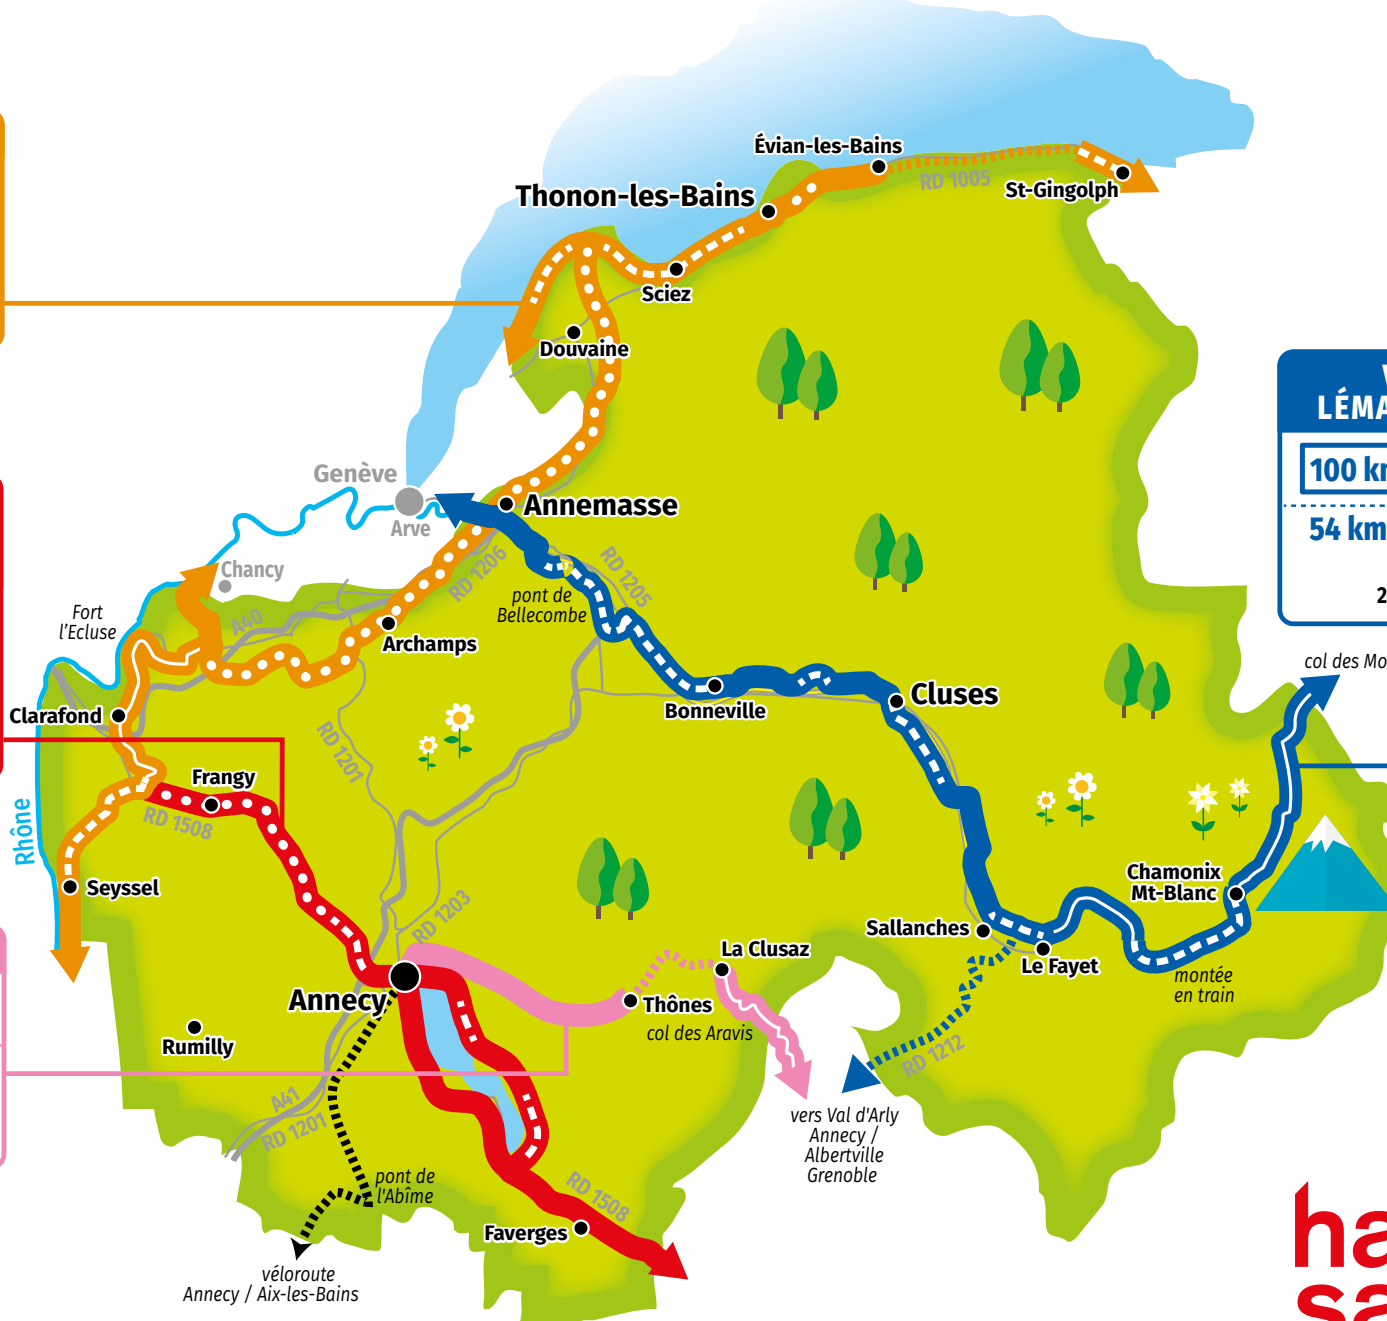 Évian-les-Bains
RD 1005
St-Gingolph
Thonon-les-Bains
Sciez
Douvaine
LÉMA
100 km
54 km
2
Genève
Arve
Annemasse
Chancy
RD 1206
RD 1205
pont de
Bellecombe
Fort
l’Ecluse
A40
Archamps
col des Mo
Clarafond
Bonneville
Cluses
RD 1201
Frangy
RD 1508
Rhône
Seyssel
Chamonix
Mt-Blanc
RD 1203
Sallanches
Le Fayet
La Clusaz
montée
en train
Annecy
Thônes
col des Aravis
Rumilly
RD 1212
A41
RD 1201
vers Val d'Arly
Annecy /
Albertville
Grenoble
pont de
l'Abîme
RD 1508
Faverges
véloroute
Annecy / Aix-les-Bains
ha
sa